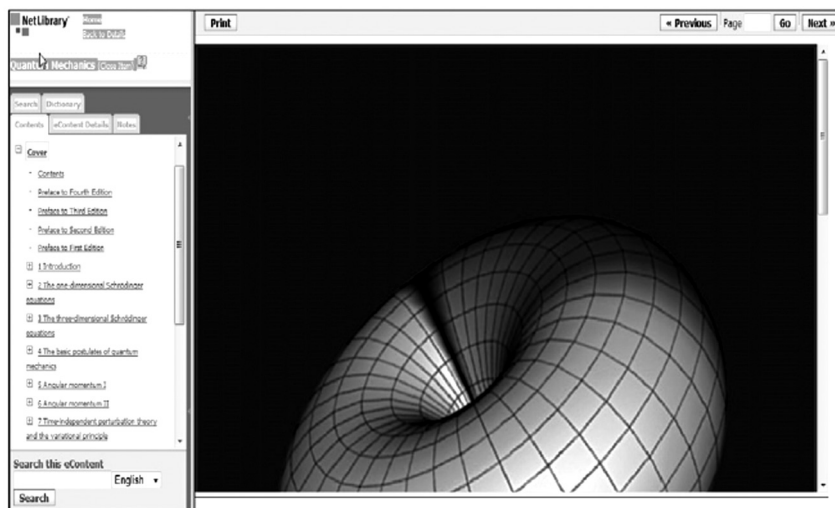 NetLibrary
Home
Back to Details
Quantum Mechanics [Close Item]
Search Dictionary
Contents eContent Details Notes
Cover
Contents
Preface to Fourth Edition
Preface to Third Edition
Preface to Second Edition
Preface to First Edition
1 Introduction
2 The one dimensional Schrödinger
equations
3 The three-dimensional Schrödinger
equations
4 The basic postulates of quantum
mechanics
5 Angular momentum I
6 Angular momentum II
7 Time-independent perturbation theory
and the variational principle
Search this eContent
English
Search
Print
« Previous Page Go Next »